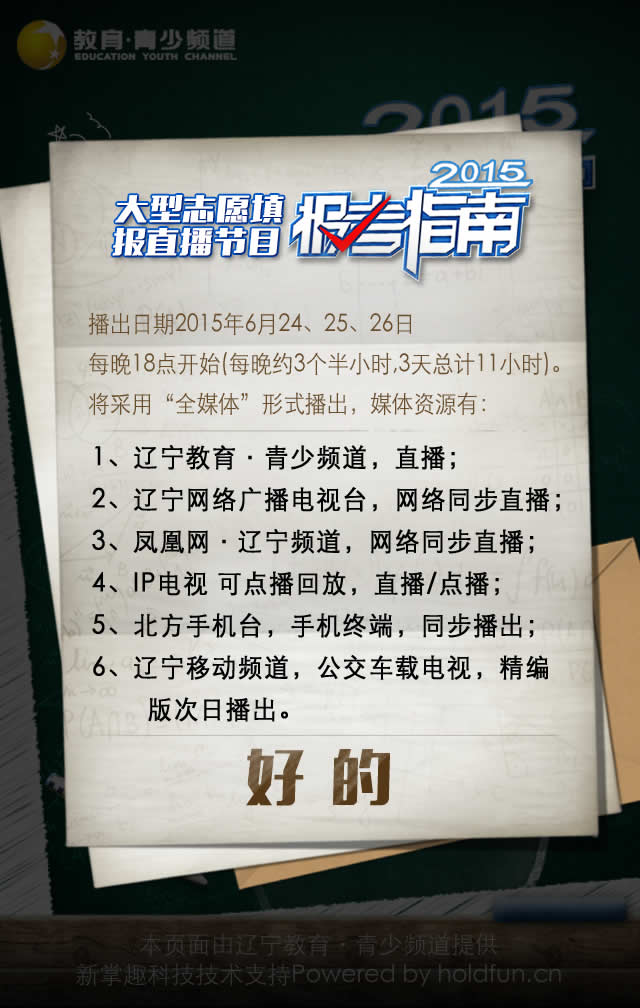 教育·青少频道
EDUCATION YOUTH CHANNEL
2015
2015
大型志愿填
报直播节目
报考指南
播出日期2015年6月24、25、26日
每晚18点开始(每晚约3个半小时,3天总计11小时)。
将采用“全媒体”形式播出，媒体资源有：
1、辽宁教育·青少频道，直播；
2、辽宁网络广播电视台，网络同步直播；
3、凤凰网·辽宁频道，网络同步直播；
4、IP电视 可点播回放，直播/点播；
5、北方手机台，手机终端，同步播出；
6、辽宁移动频道，公交车载电视，精编
版次日播出。
好的
本页面由辽宁教育·青少频道提供
新掌趣科技技术支持Powered by holdfun.cn